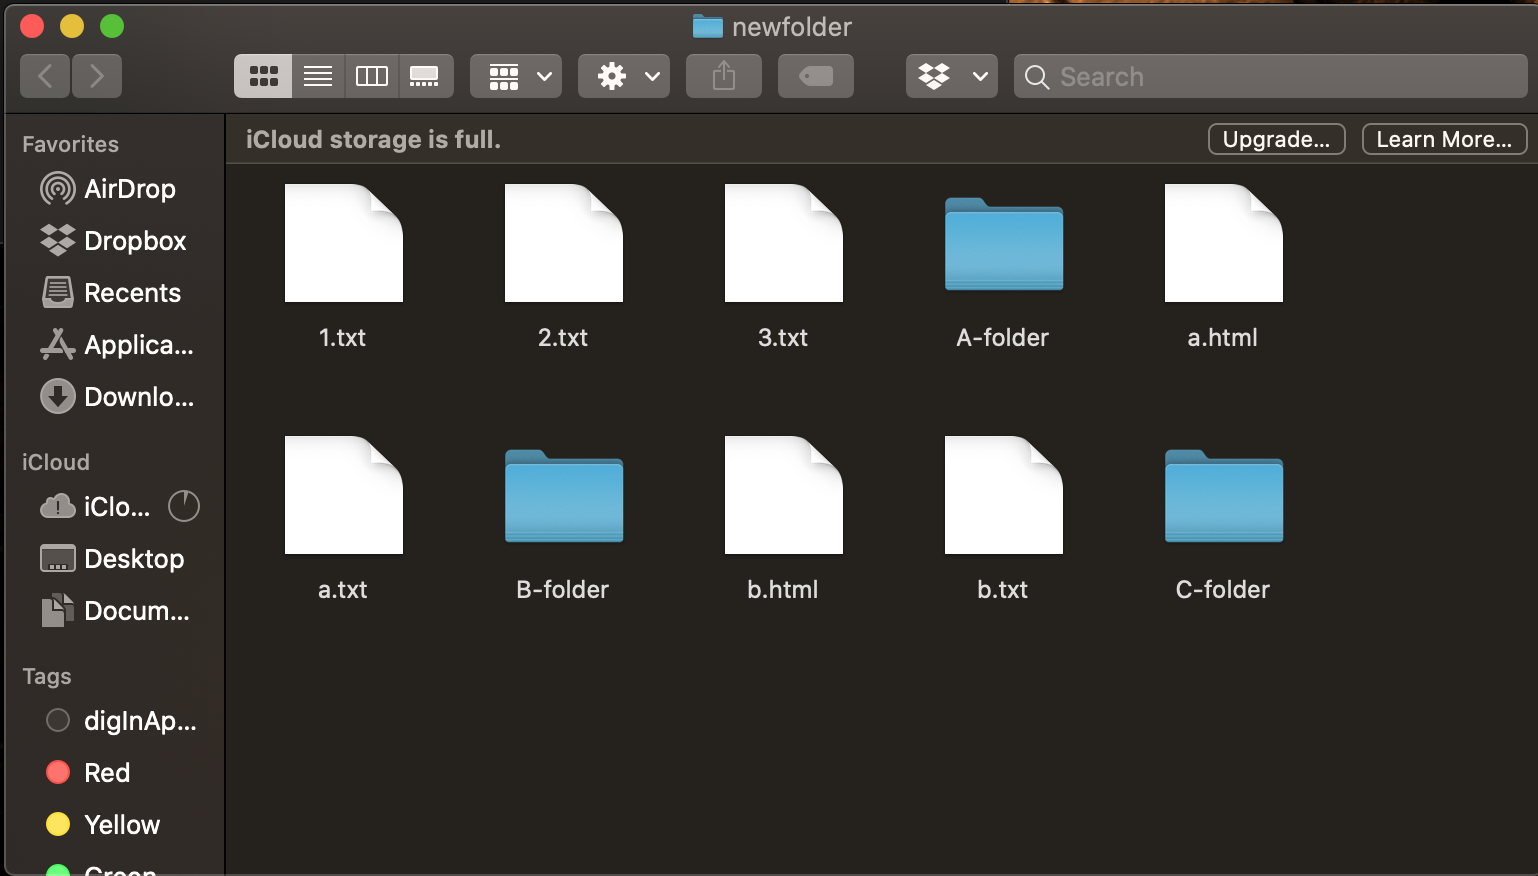 newfolder
Search
Favorites
AirDrop
Dropbox
Recents
Applica...
Downlo...
iCloud
iClo...
Desktop
Docum...
Tags
digInAp...
Red
Yellow
Green
iCloud storage is full.
Upgrade...
Learn More...
1.txt
2.txt
3.txt
A-folder
a.html
a.txt
B-folder
b.html
b.txt
C-folder